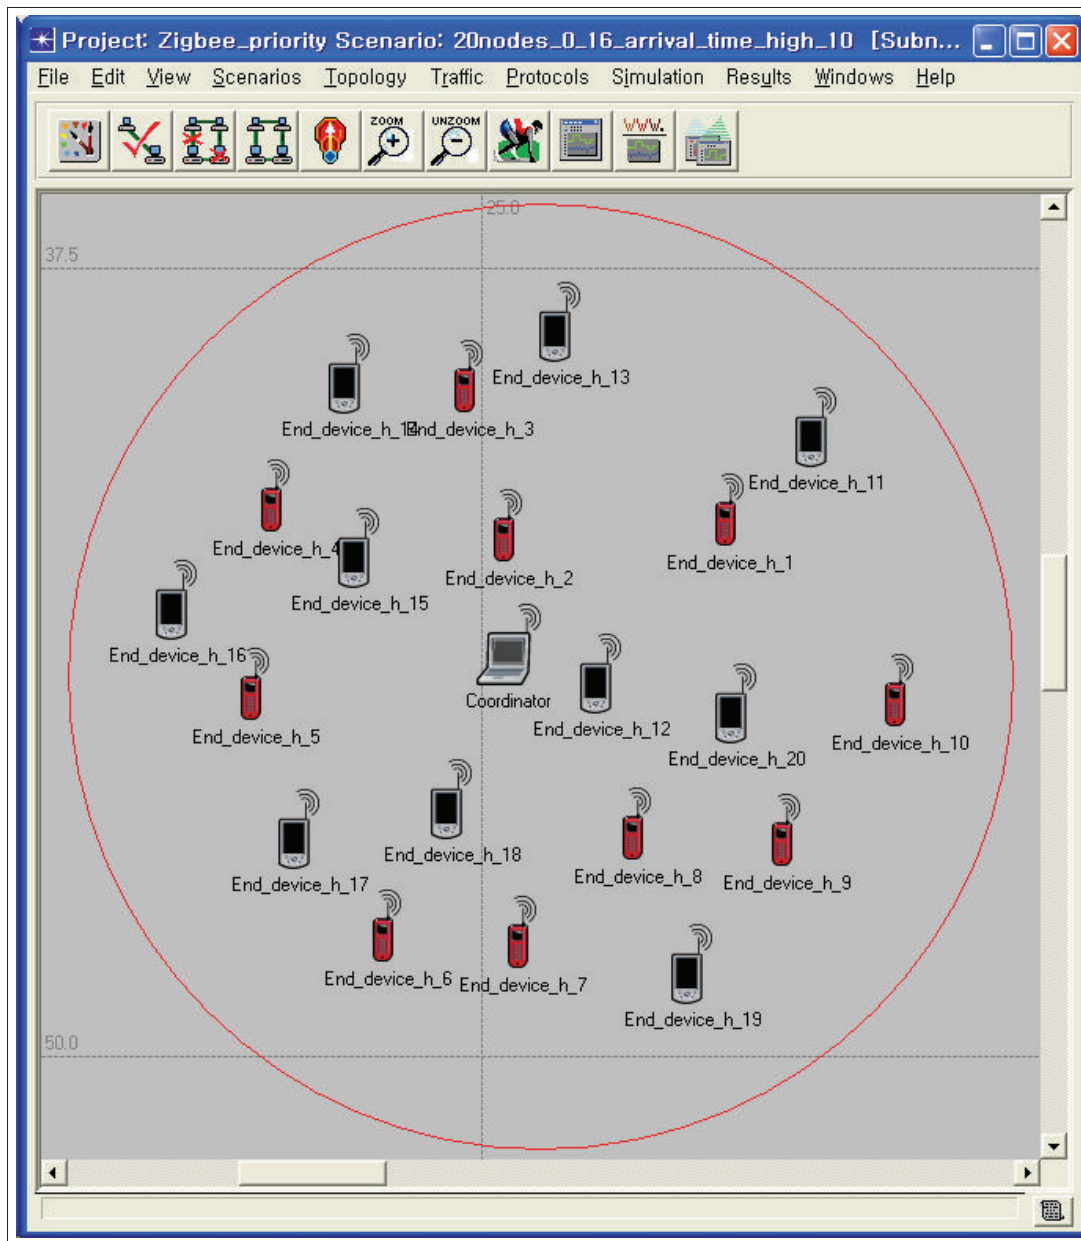 Project: Zigbee_priority Scenario: 20nodes_0_16_arrival_time_high_10 [Subn...
File Edit View Scenarios Topology Traffic Protocols Simulation Results Windows Help
ZOOM UNZOOM
25.0
37.5
End_device_h_13
End_device_h_14
End_device_h_3
End_device_h_11
End_device_h_4
End_device_h_1
End_device_h_2
End_device_h_15
End_device_h_16
Coordinator
End_device_h_12
End_device_h_5
End_device_h_10
End_device_h_20
End_device_h_18
End_device_h_8
End_device_h_17
End_device_h_9
End_device_h_6
End_device_h_7
End_device_h_19
50.0